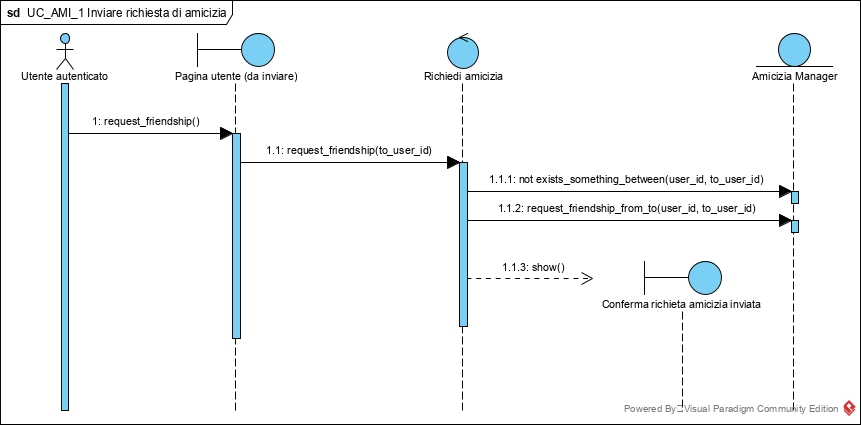 sd UC_AMI_1 Inviare richiesta di amicizia
Utente autenticato
Pagina utente (da inviare)
Richiedi amicizia
Amicizia Manager
1: request_friendship()
1.1: request_friendship(to_user_id)
1.1.1: not exists_something_between(user_id, to_user_id)
1.1.2: request_friendship_from_to(user_id, to_user_id)
1.1.3: show()
Conferma richieta amicizia inviata
Powered By Visual Paradigm Community Edition